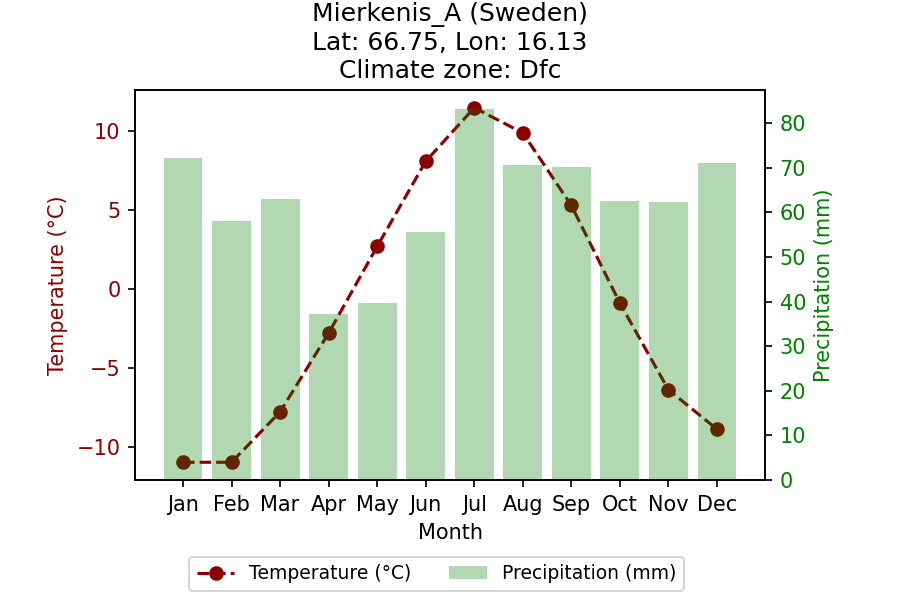 Mierkenis_A (Sweden)
Lat: 66.75, Lon: 16.13
Climate zone: Dfc
Temperature (°C)
10
5
0
−5
−10
80
70
60
50
40
30
20
10
0
Precipitation (mm)
Jan Feb Mar Apr May Jun Jul Aug Sep Oct Nov Dec
Month
Temperature (°C) Precipitation (mm)